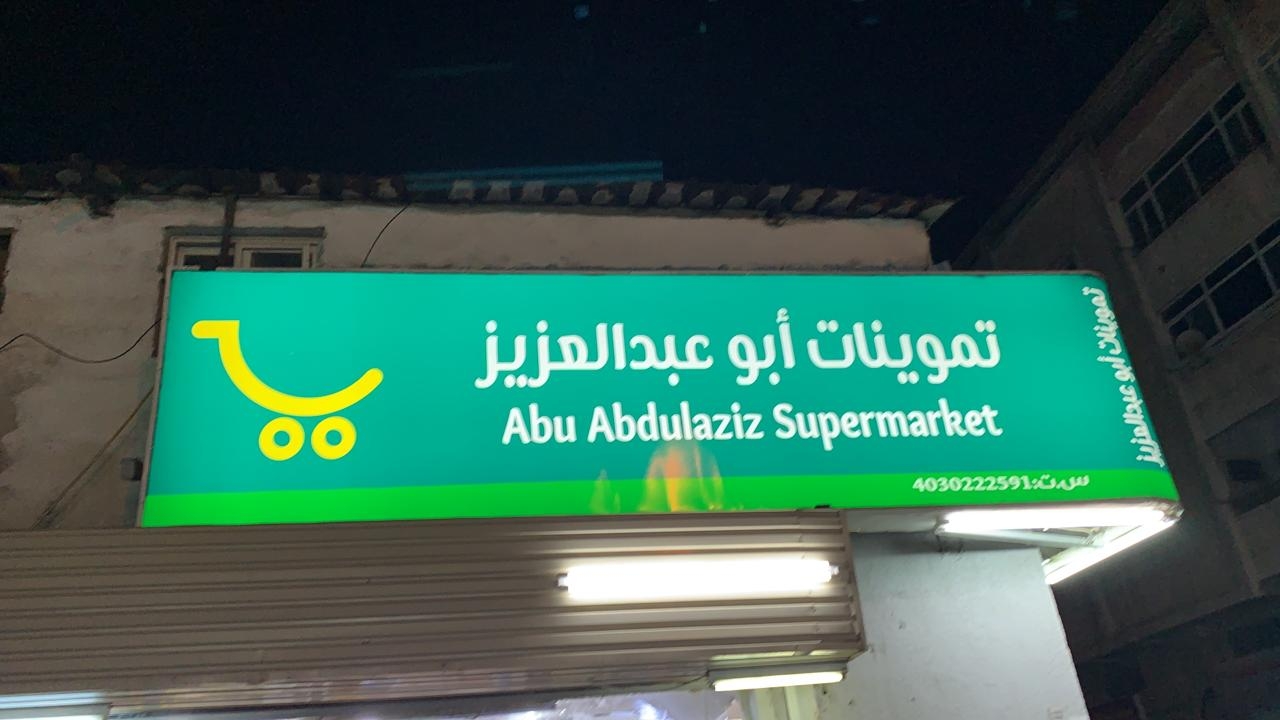 تموينات أبو عبدالعزيز
Abu Abdulaziz Supermarket
س.ت:4030222591
تموينات أبو عبدالعزيز